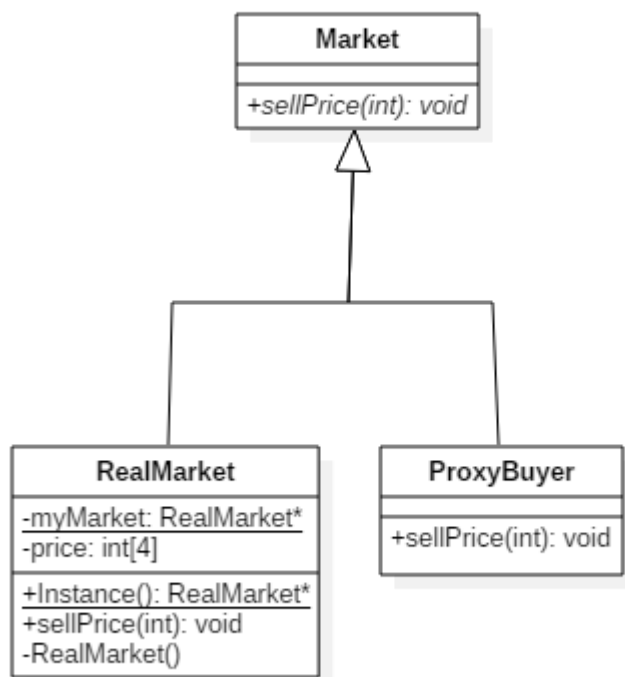 Market
+sellPrice(int): void
RealMarket
-myMarket: RealMarket*
-price: int[4]
+Instance(): RealMarket*
+sellPrice(int): void
-RealMarket()
ProxyBuyer
+sellPrice(int): void